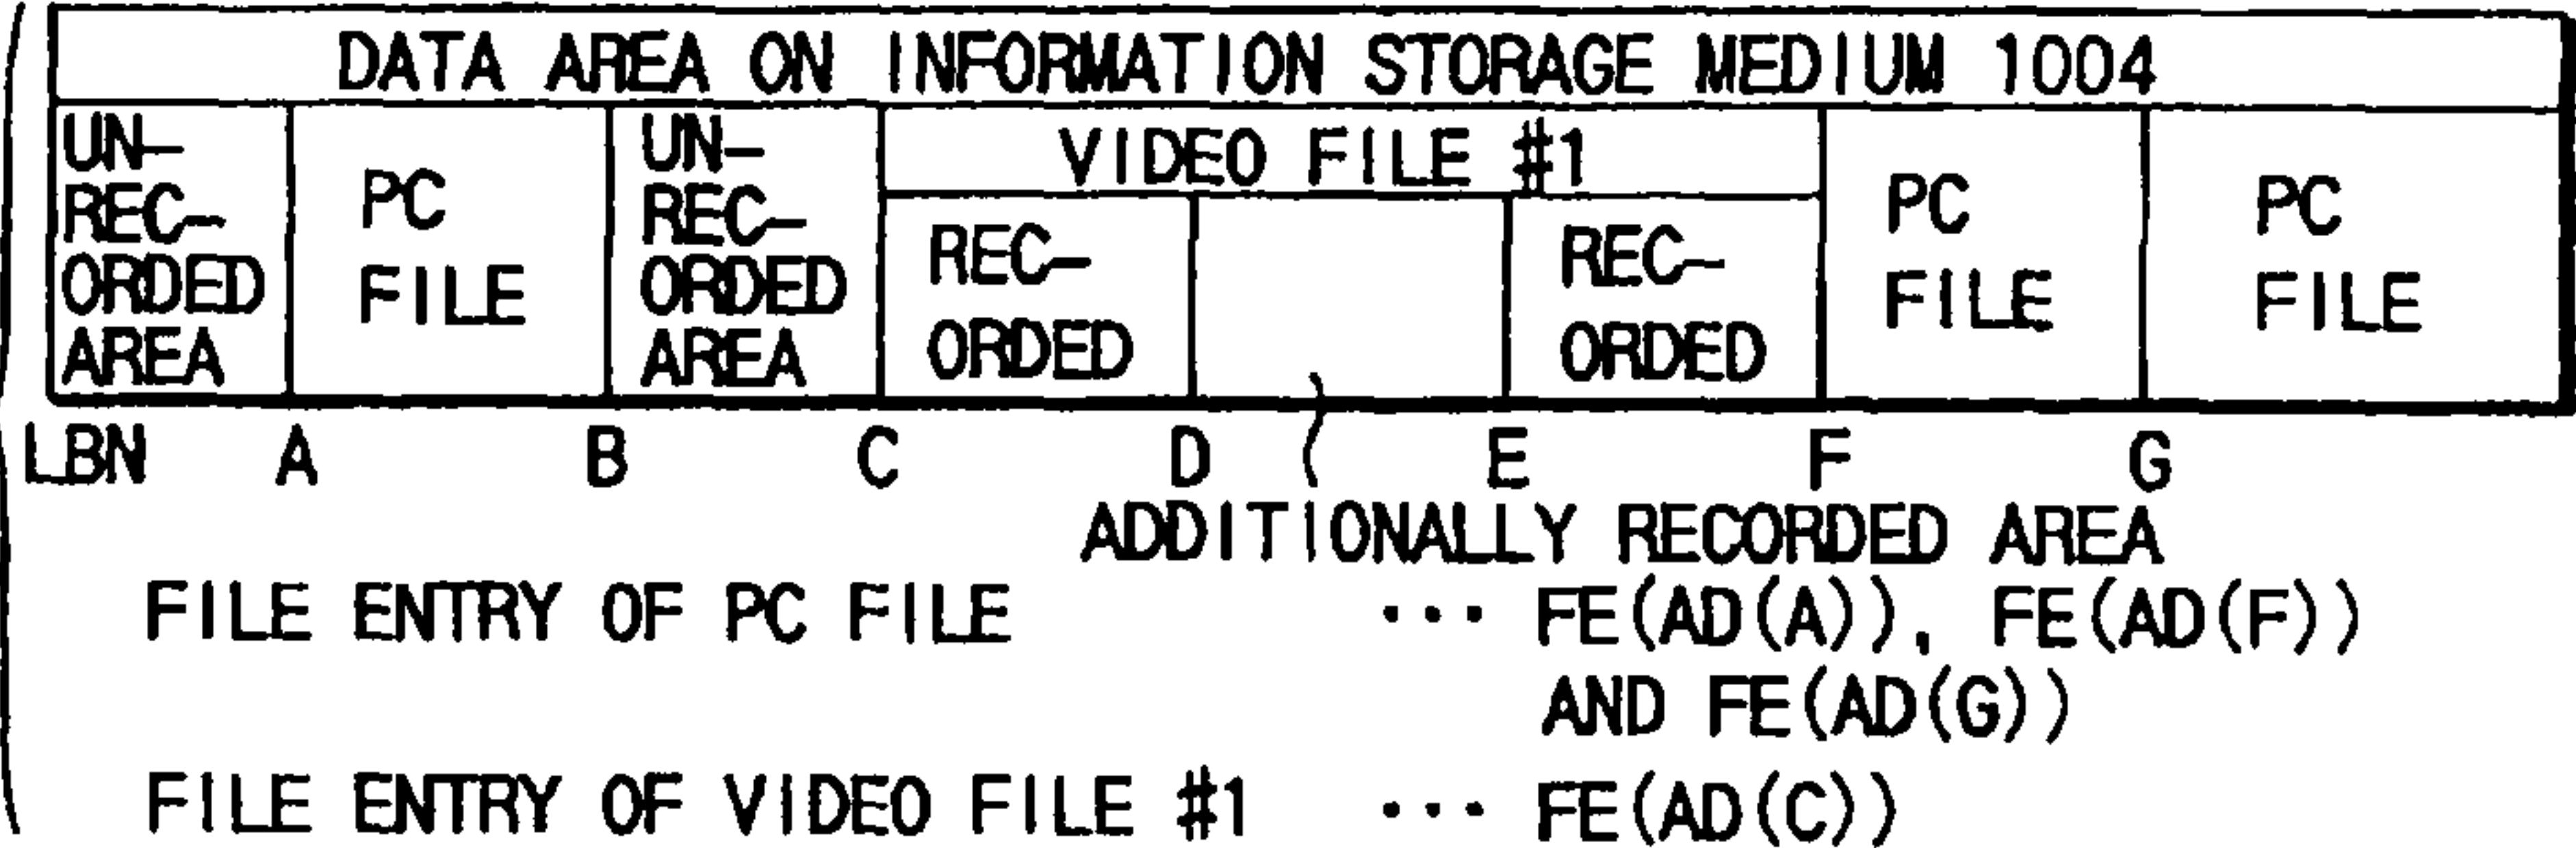 DATA AREA ON INFORMATION STORAGE MEDIUM 1004
UN-
REC-
ORDED
AREA
PC
FILE
UN-
REC-
ORDED
AREA
VIDEO FILE #1
REC-
ORDED
REC-
ORDED
PC
FILE
PC
FILE
LBN A B C D E F G
ADDITIONALLY RECORDED AREA
FILE ENTRY OF PC FILE ··· FE(AD(A)), FE(AD(F))
AND FE(AD(G))
FILE ENTRY OF VIDEO FILE #1 ··· FE(AD(C))